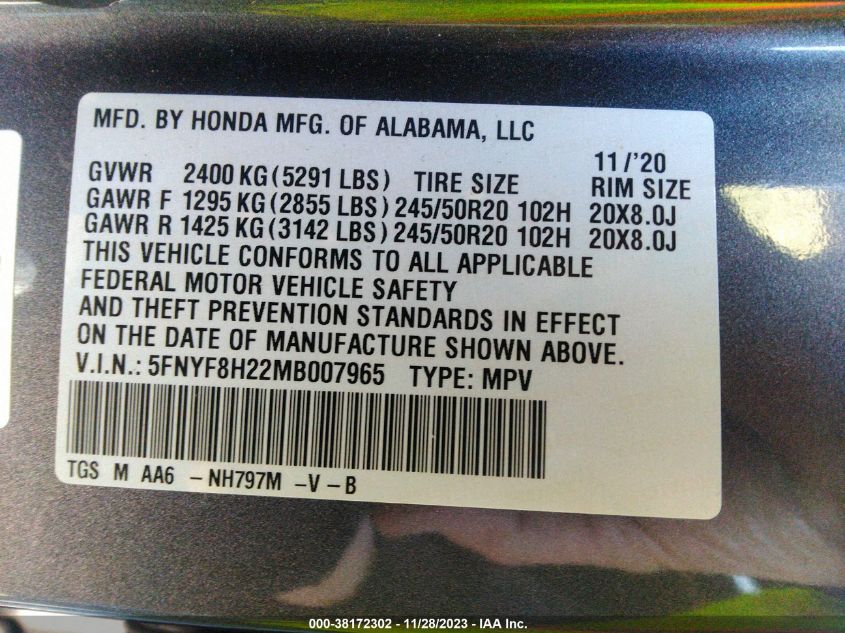 MFD. BY HONDA MFG. OF ALABAMA, LLC
11/'20
GVWR 2400 KG (5291 LBS) TIRE SIZE RIM SIZE
GAWR F 1295 KG (2855 LBS) 245/50R20 102H 20X8.0J
GAWR R 1425 KG (3142 LBS) 245/50R20 102H 20X8.0J
THIS VEHICLE CONFORMS TO ALL APPLICABLE
FEDERAL MOTOR VEHICLE SAFETY
AND THEFT PREVENTION STANDARDS IN EFFECT
ON THE DATE OF MANUFACTURE SHOWN ABOVE.
V.I.N.: 5FNYF8H22MB007965 TYPE: MPV
TGS M AA6 - NH797M - V - B
000-38172302 - 11/28/2023 - IAA Inc.